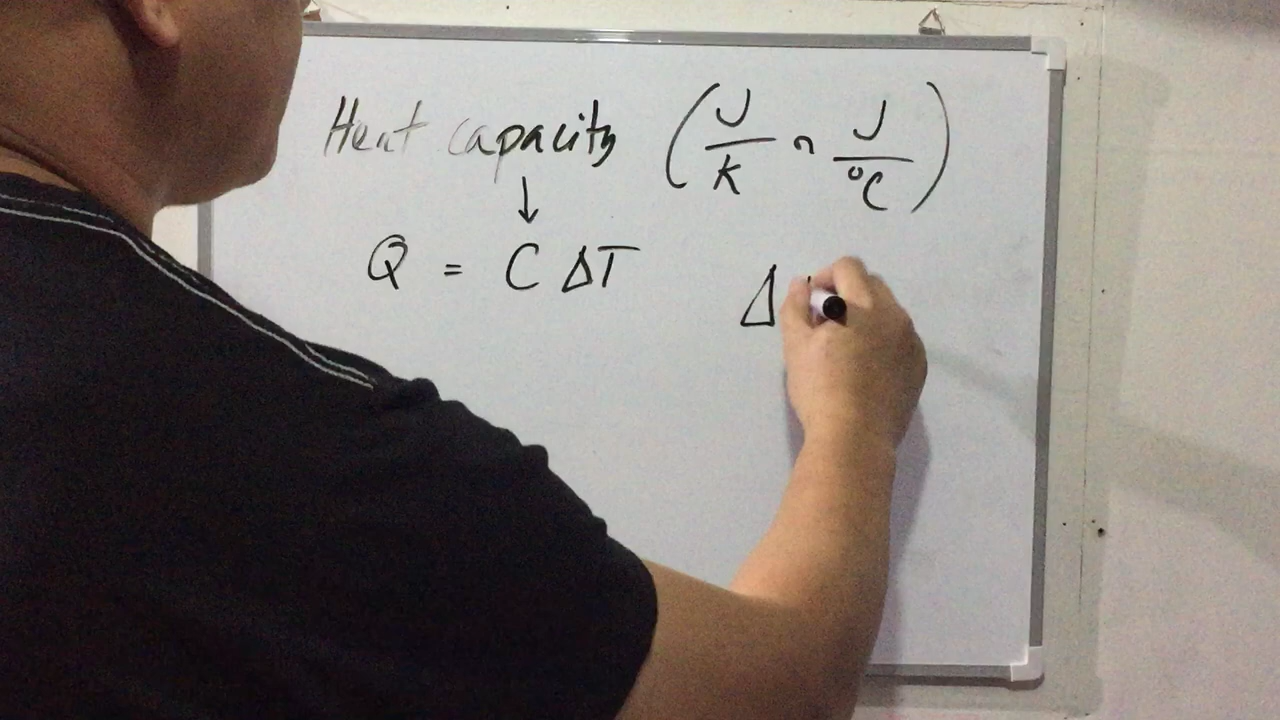 Heat capacity (J/K n J/°C)
↓
Q = C ΔT Δ